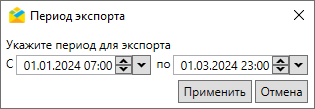 Период экспорта
Укажите период для экспорта
С 01.01.2024 07:00 по 01.03.2024 23:00
Применить Отмена